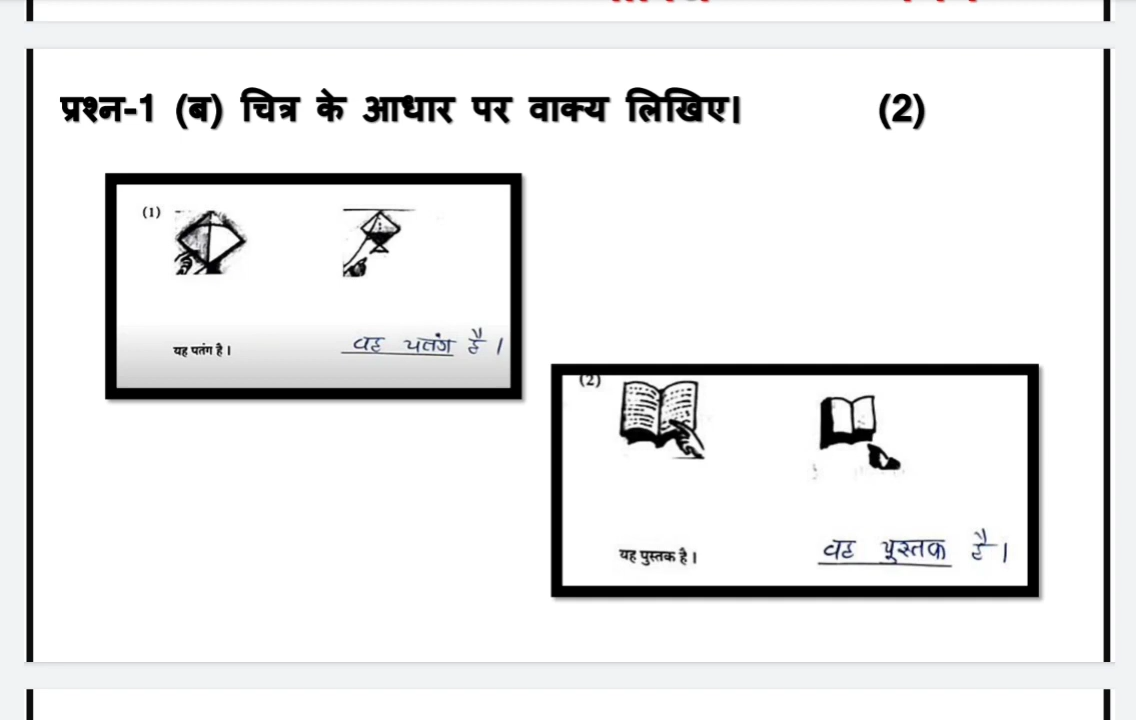 प्रश्न-1 (ब) चित्र के आधार पर वाक्य लिखिए। (2)
(1)
यह पतंग है। वह पतंग है।
(2)
यह पुस्तक है। वह पुस्तक है।